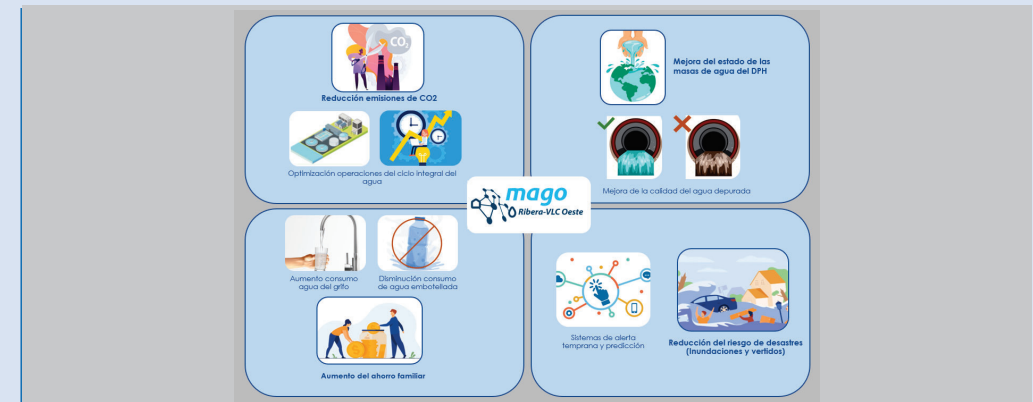 CO₂
Reducción emisiones de CO2
Optimización operaciones del ciclo integral del
agua
Mejora del estado de las
masas de agua del DPH
Mejora de la calidad del agua depurada
mago
Ribera-VLC Oeste
Aumento consumo
agua del grifo
Disminución consumo
de agua embotellada
Aumento del ahorro familiar
Sistemas de alerta
temprana y predicción
Reducción del riesgo de desastres
(Inundaciones y vertidos)